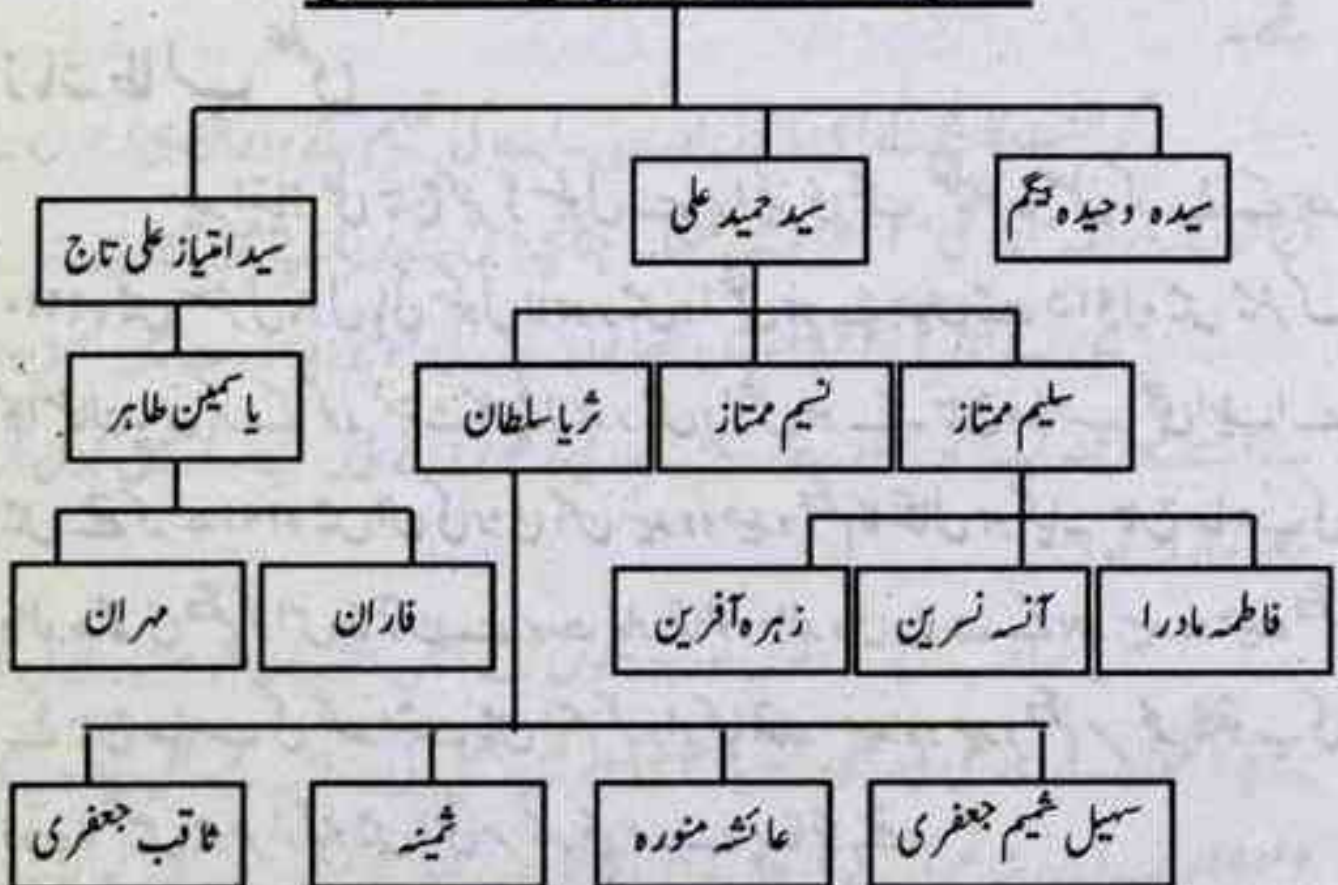 سیدہ وحیدہ بیگم
سید حمید علی
سید امتیاز علی تاج
سلیم ممتاز
نسیم ممتاز
ثریا سلطان
یاسمین طاہر
فاطمہ مادرا
آنسہ نسرین
زہرہ آفرین
فاران
مہران
سہیل شمیم جعفری
عائشہ منورہ
ثمینہ
ثاقب جعفری